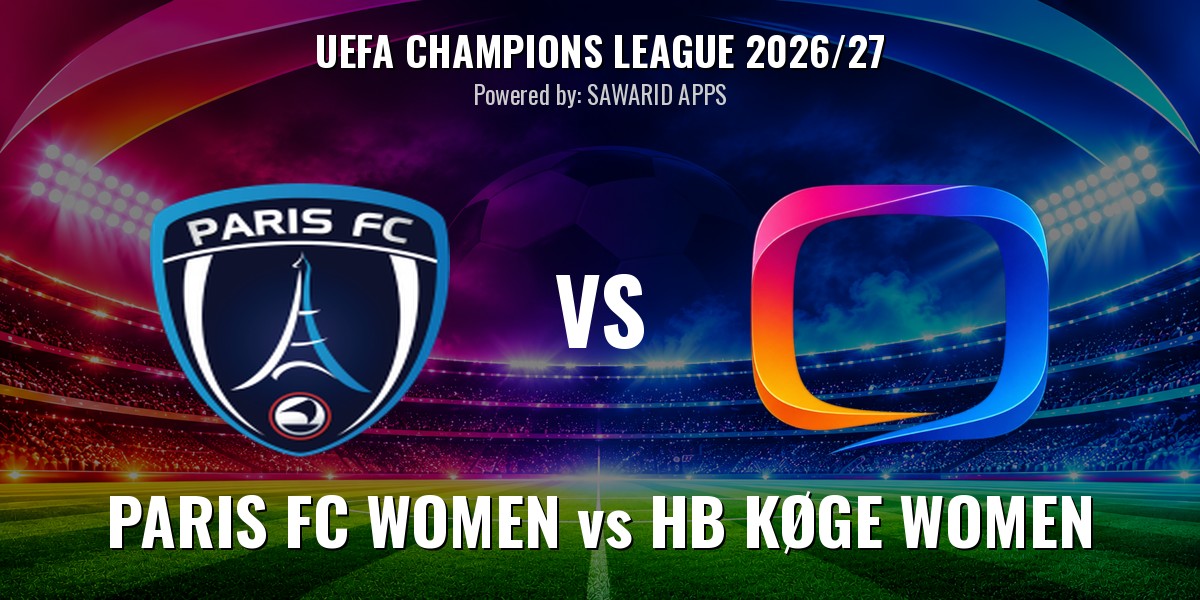 UEFA CHAMPIONS LEAGUE 2026/27
Powered by: SAWARID APPS
PARIS FC
VS
PARIS FC WOMEN vs HB KØGE WOMEN